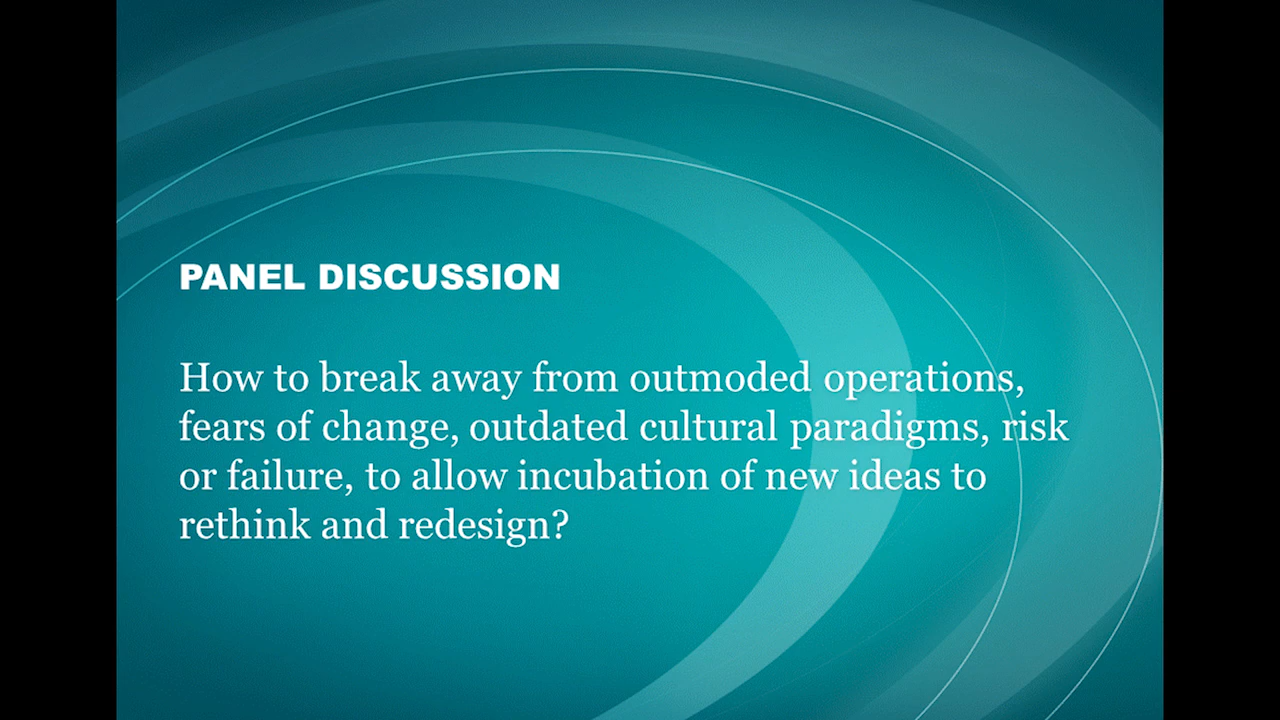 PANEL DISCUSSION
How to break away from outmoded operations,
fears of change, outdated cultural paradigms, risk
or failure, to allow incubation of new ideas to
rethink and redesign?